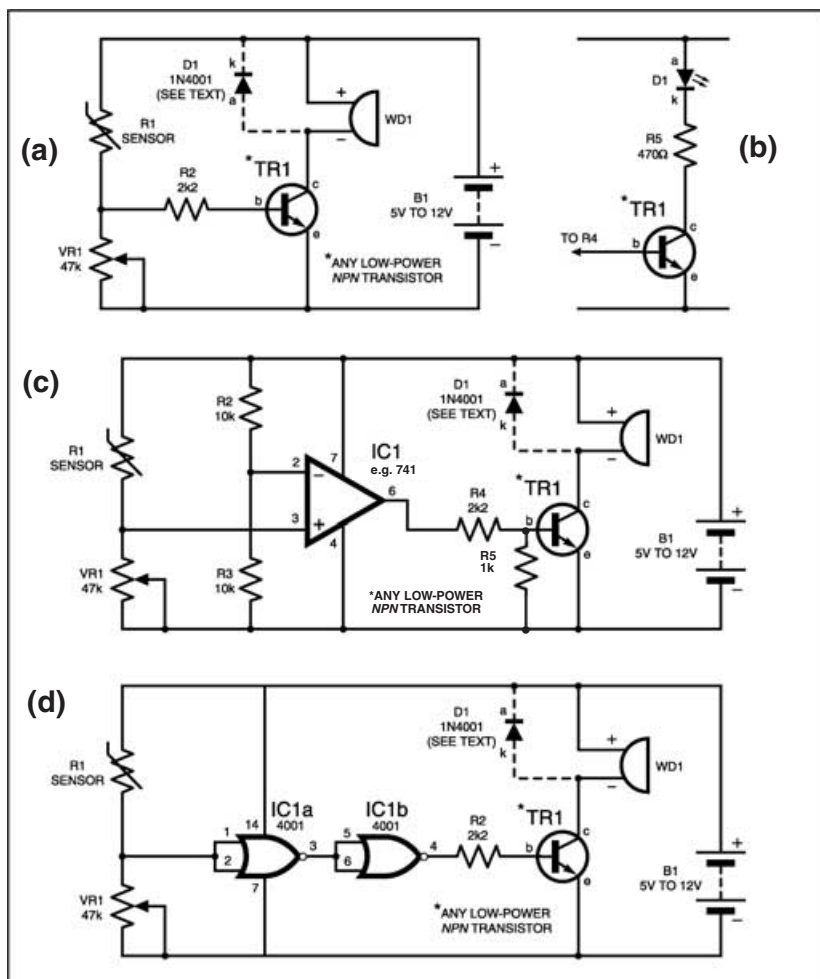 (a)
R1
SENSOR
VR1
47k
R2
2k2
D1
1N4001
(SEE TEXT)
k
a
*TR1
b
c
e
+
−
WD1
*ANY LOW-POWER
NPN TRANSISTOR
B1
5V TO 12V
+
−
(b)
a
D1
k
R5
470Ω
*TR1
TO R4
b
c
e
(c)
R1
SENSOR
VR1
47k
R2
10k
R3
10k
2
3
−
+
7
4
6
IC1
e.g. 741
R4
2k2
R5
1k
D1
1N4001
(SEE TEXT)
a
k
*TR1
b
c
e
+
−
WD1
*ANY LOW-POWER
NPN TRANSISTOR
B1
5V TO 12V
+
−
(d)
R1
SENSOR
VR1
47k
1
2
14
7
IC1a
4001
3
5
6
IC1b
4001
4
R2
2k2
D1
1N4001
(SEE TEXT)
a
k
*TR1
b
c
e
+
−
WD1
*ANY LOW-POWER
NPN TRANSISTOR
B1
5V TO 12V
+
−